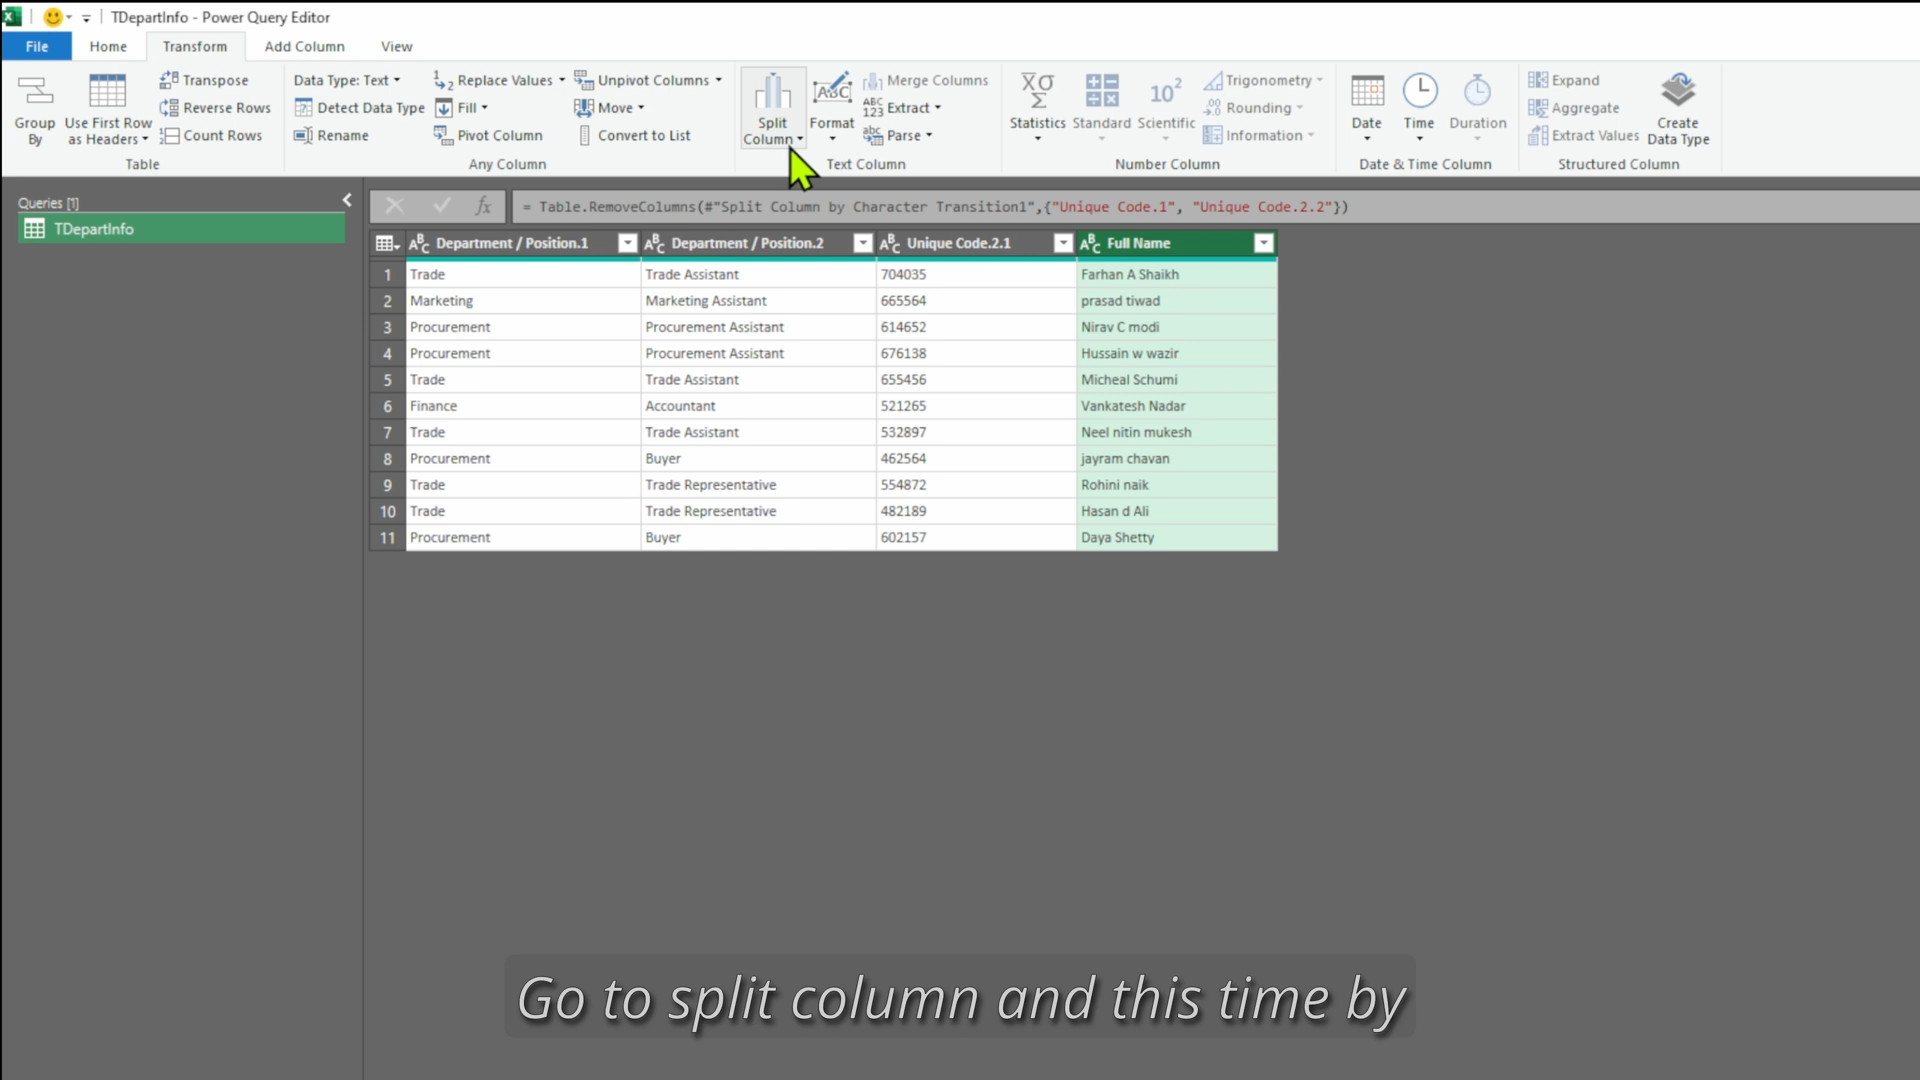 TDepartInfo - Power Query Editor
File Home Transform Add Column View
Group By
Use First Row as Headers
Transpose
Reverse Rows
Count Rows
Table
Data Type: Text
Detect Data Type
Rename
Replace Values
Fill
Pivot Column
Unpivot Columns
Move
Convert to List
Any Column
Split Column
Format
Merge Columns
Extract
Parse
Text Column
Statistics
Standard
Scientific
Trigonometry
Rounding
Information
Number Column
Date
Time
Duration
Date & Time Column
Expand
Aggregate
Extract Values
Create Data Type
Structured Column
Queries [1]
TDepartInfo
fx = Table.RemoveColumns(#"Split Column by Character Transition1",{"Unique Code.1", "Unique Code.2.2"})
Department / Position.1 Department / Position.2 Unique Code.2.1 Full Name
1 Trade Trade Assistant 704035 Farhan A Shaikh
2 Marketing Marketing Assistant 665564 prasad tiwad
3 Procurement Procurement Assistant 614652 Nirav C modi
4 Procurement Procurement Assistant 676138 Hussain w wazir
5 Trade Trade Assistant 655456 Micheal Schumi
6 Finance Accountant 521265 Vankatesh Nadar
7 Trade Trade Assistant 532897 Neel nitin mukesh
8 Procurement Buyer 462564 jayram chavan
9 Trade Trade Representative 554872 Rohini naik
10 Trade Trade Representative 482189 Hasan d Ali
11 Procurement Buyer 602157 Daya Shetty
Go to split column and this time by